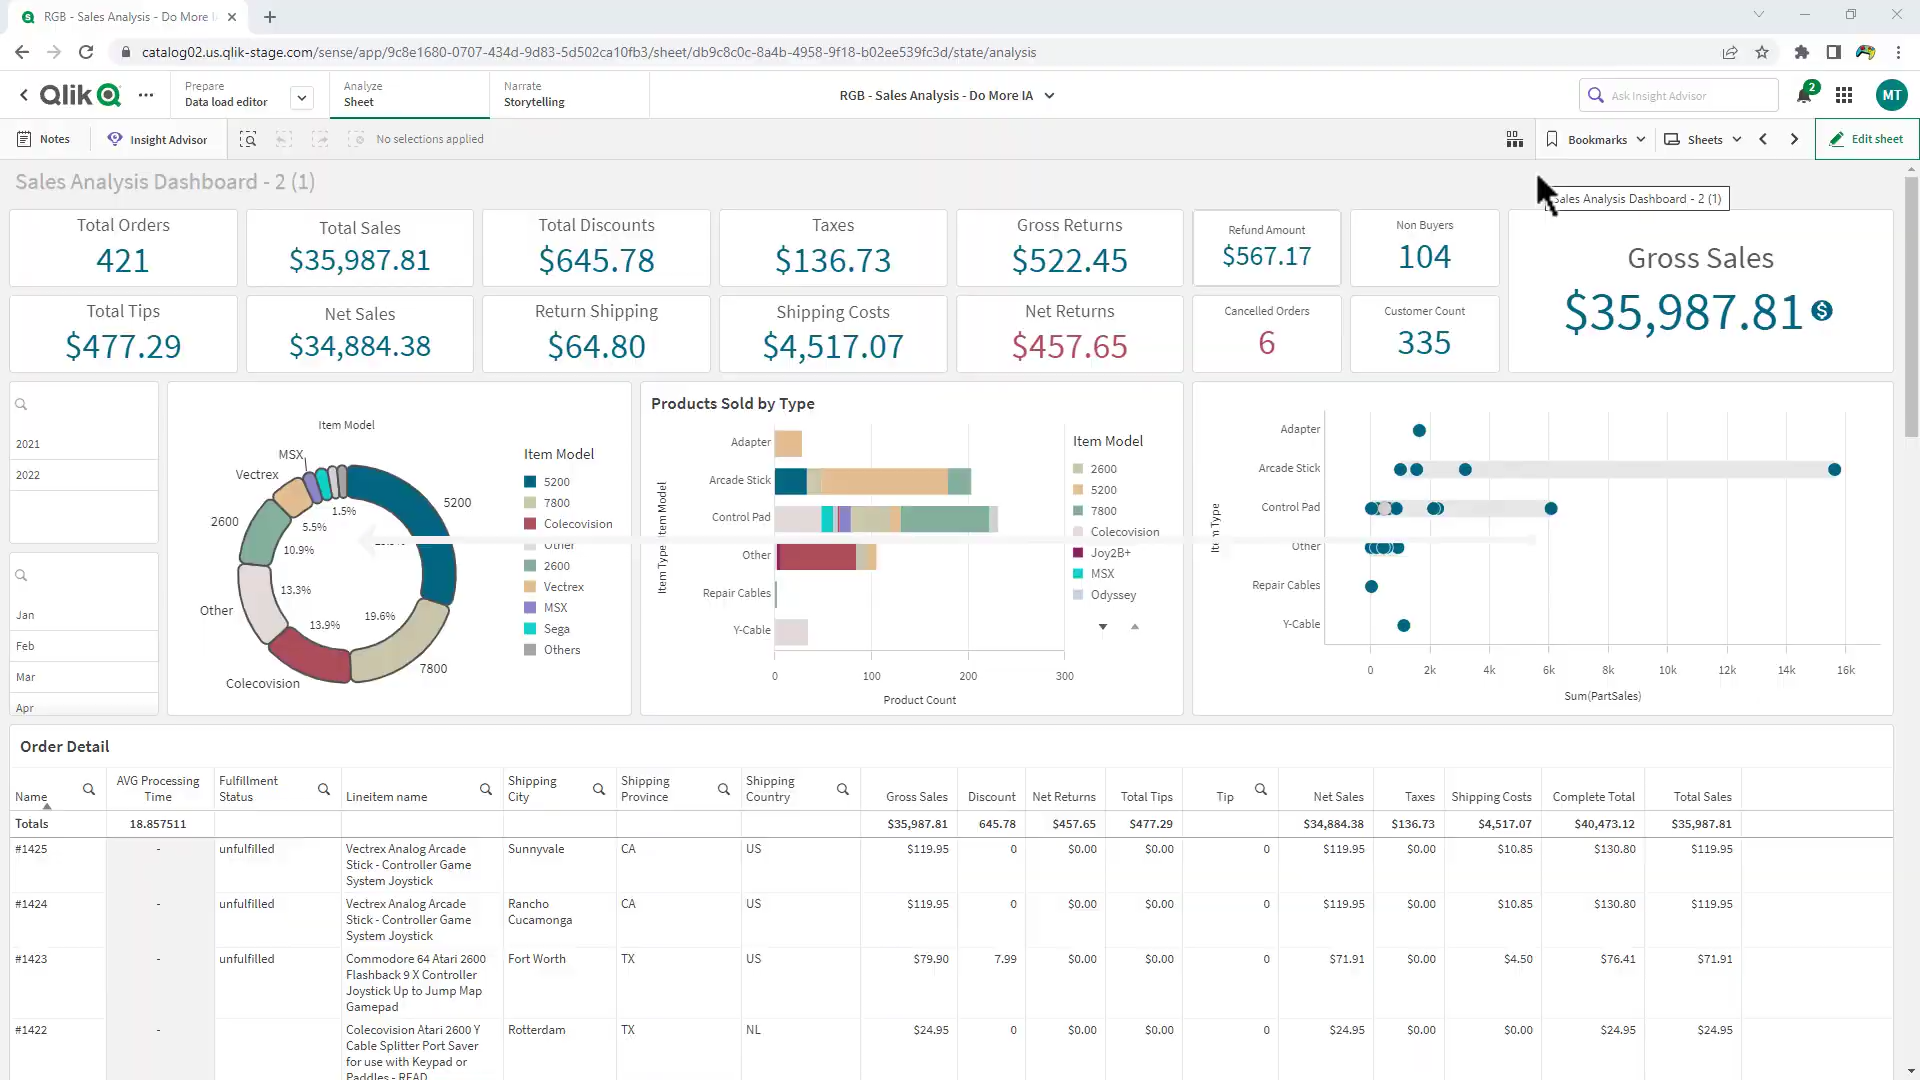 RGB - Sales Analysis - Do More I
catalog02.us.qlik-stage.com/sense/app/9c8e1680-0707-434d-9d83-5d502ca10fb3/sheet/db9c8c0c-8a4b-4958-9f18-b02ee539fc3d/state/analysis
Qlik
Prepare
Data load editor
Analyze
Sheet
Narrate
Storytelling
RGB - Sales Analysis - Do More IA
Ask Insight Advisor
2
MT
Notes
Insight Advisor
No selections applied
Bookmarks
Sheets
Edit sheet
Sales Analysis Dashboard - 2 (1)
Sales Analysis Dashboard - 2 (1)
Total Orders
421
Total Sales
$35,987.81
Total Discounts
$645.78
Taxes
$136.73
Gross Returns
$522.45
Refund Amount
$567.17
Non Buyers
104
Gross Sales
$35,987.81
Total Tips
$477.29
Net Sales
$34,884.38
Return Shipping
$64.80
Shipping Costs
$4,517.07
Net Returns
$457.65
Cancelled Orders
6
Customer Count
335
2021
2022
Jan
Feb
Mar
Apr
Item Model
MSX
Vectrex
2600
Other
Colecovision
7800
5200
1.5%
5.5%
10.9%
13.3%
13.9%
19.6%
Item Model
5200
7800
Colecovision
Other
2600
Vectrex
MSX
Sega
Others
Products Sold by Type
Item Type, Item Model
Adapter
Arcade Stick
Control Pad
Other
Repair Cables
Y-Cable
0
100
200
300
Product Count
Item Model
2600
5200
7800
Colecovision
Joy2B+
MSX
Odyssey
Item Type
Adapter
Arcade Stick
Control Pad
Other
Repair Cables
Y-Cable
0
2k
4k
6k
8k
10k
12k
14k
16k
Sum(PartSales)
Order Detail
Name
AVG Processing Time
Fulfillment Status
Lineitem name
Shipping City
Shipping Province
Shipping Country
Gross Sales
Discount
Net Returns
Total Tips
Tip
Net Sales
Taxes
Shipping Costs
Complete Total
Total Sales
Totals 18.857511 $35,987.81 645.78 $457.65 $477.29 $34,884.38 $136.73 $4,517.07 $40,473.12 $35,987.81
#1425 - unfulfilled Vectrex Analog Arcade Sunnyvale CA US $119.95 0 $0.00 $0.00 0 $119.95 $0.00 $10.85 $130.80 $119.95
Stick - Controller Game
System Joystick
#1424 - unfulfilled Vectrex Analog Arcade Rancho CA US $119.95 0 $0.00 $0.00 0 $119.95 $0.00 $10.85 $130.80 $119.95
Stick - Controller Game Cucamonga
System Joystick
#1423 - unfulfilled Commodore 64 Atari 2600 Fort Worth TX US $79.90 7.99 $0.00 $0.00 0 $71.91 $0.00 $4.50 $76.41 $71.91
Flashback 9 X Controller
Joystick Up to Jump Map
Gamepad
#1422 - Colecovision Atari 2600 Y Rotterdam TX NL $24.95 0 $0.00 $0.00 0 $24.95 $0.00 $0.00 $24.95 $24.95
Cable Splitter Port Saver
for use with Keypad or
Paddles - READ